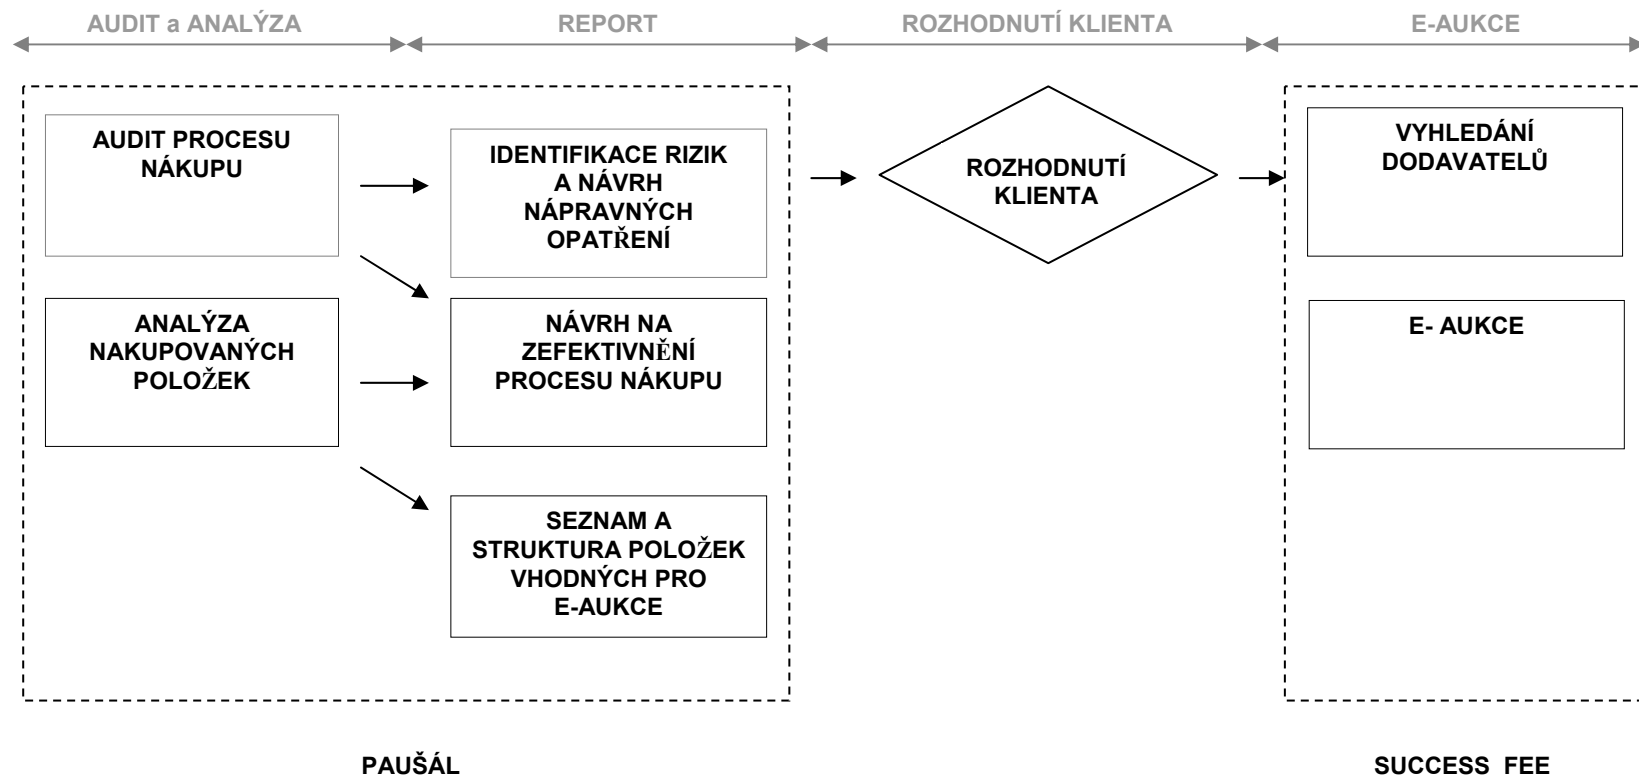 AUDIT a ANALÝZA
REPORT
ROZHODNUTÍ KLIENTA
E-AUKCE
AUDIT PROCESU
NÁKUPU
IDENTIFIKACE RIZIK
A NÁVRH
NÁPRAVNÝCH
OPATŘENÍ
ROZHODNUTÍ
KLIENTA
VYHLEDÁNÍ
DODAVATELŮ
ANALÝZA
NAKUPOVANÝCH
POLOŽEK
NÁVRH NA
ZEFEKTIVNĚNÍ
PROCESU NÁKUPU
E- AUKCE
SEZNAM A
STRUKTURA POLOŽEK
VHODNÝCH PRO
E-AUKCE
PAUŠÁL
SUCCESS FEE